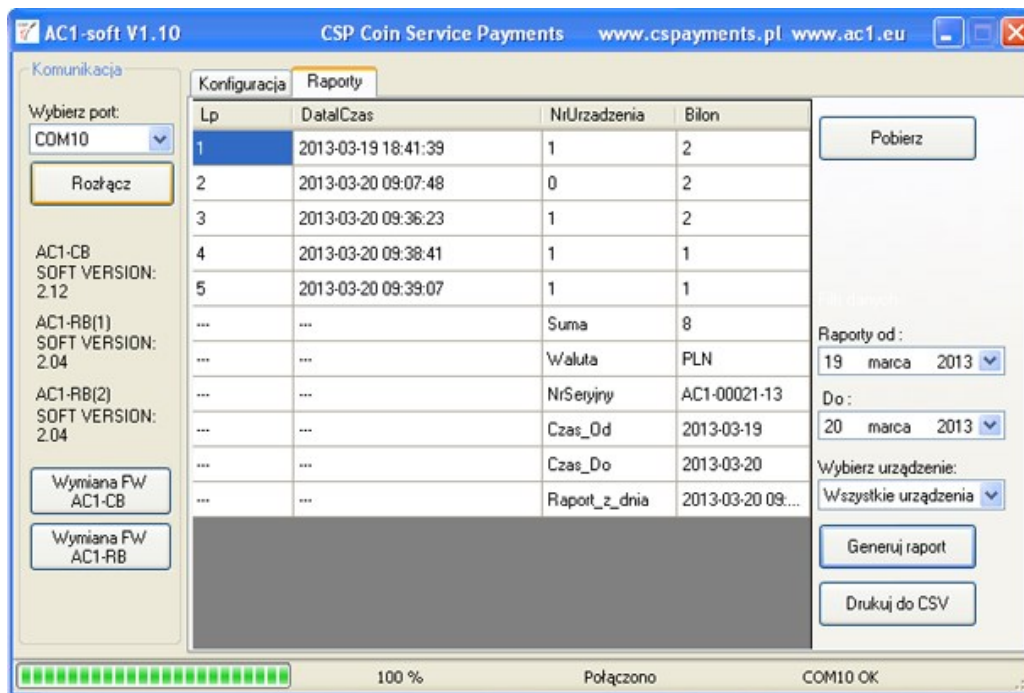 AC1-soft V1.10 CSP Coin Service Payments www.cspayments.pl www.ac1.eu
Komunikacja
Wybierz port:
COM10
Rozłącz
AC1-CB
SOFT VERSION:
2.12
AC1-RB(1)
SOFT VERSION:
2.04
AC1-RB(2)
SOFT VERSION:
2.04
Wymiana FW
AC1-CB
Wymiana FW
AC1-RB
Konfiguracja Raporty
Lp DataICzas NrUrzadzenia Bilon
1 2013-03-19 18:41:39 1 2
2 2013-03-20 09:07:48 0 2
3 2013-03-20 09:36:23 1 2
4 2013-03-20 09:38:41 1 1
5 2013-03-20 09:39:07 1 1
--- --- Suma 8
--- --- Waluta PLN
--- --- NrSeryjny AC1-00021-13
--- --- Czas_Od 2013-03-19
--- --- Czas_Do 2013-03-20
--- --- Raport_z_dnia 2013-03-20 09:...
Pobierz
Raporty od :
19 marca 2013
Do :
20 marca 2013
Wybierz urządzenie:
Wszystkie urządzenia
Generuj raport
Drukuj do CSV
100 % Połączono COM10 OK